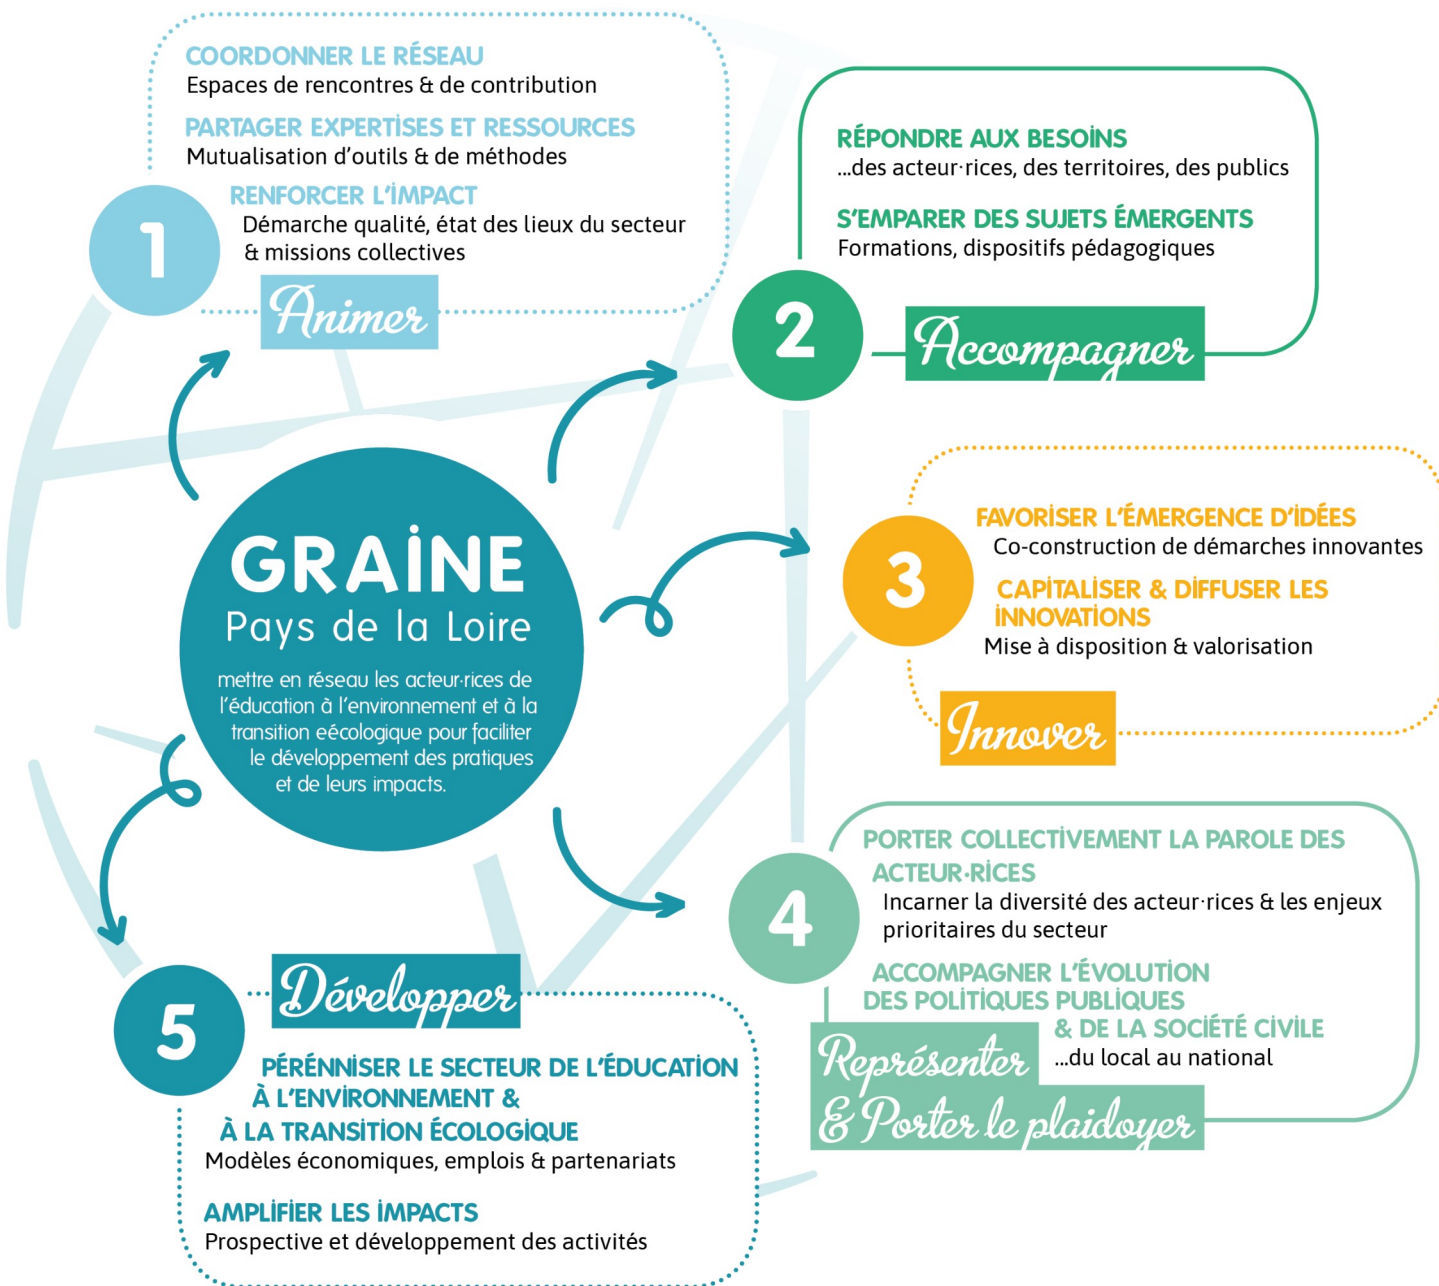 COORDONNER LE RÉSEAU
Espaces de rencontres & de contribution
PARTAGER EXPERTISES ET RESSOURCES
Mutualisation d'outils & de méthodes
RENFORCER L'IMPACT
Démarche qualité, état des lieux du secteur
& missions collectives
1
Animer
RÉPONDRE AUX BESOINS
...des acteur·rices, des territoires, des publics
S'EMPARER DES SUJETS ÉMERGENTS
Formations, dispositifs pédagogiques
2
Accompagner
GRAINE
Pays de la Loire
mettre en réseau les acteur·rices de
l'éducation à l'environnement et à la
transition eécologique pour faciliter
le développement des pratiques
et de leurs impacts.
FAVORISER L'ÉMERGENCE D'IDÉES
Co-construction de démarches innovantes
3
CAPITALISER & DIFFUSER LES
INNOVATIONS
Mise à disposition & valorisation
Innover
PORTER COLLECTIVEMENT LA PAROLE DES
ACTEUR·RICES
Incarner la diversité des acteur·rices & les enjeux
prioritaires du secteur
4
ACCOMPAGNER L'ÉVOLUTION
DES POLITIQUES PUBLIQUES
& DE LA SOCIÉTÉ CIVILE
...du local au national
Représenter
& Porter le plaidoyer
5
Développer
PÉRÉNNISER LE SECTEUR DE L'ÉDUCATION
À L'ENVIRONNEMENT &
À LA TRANSITION ÉCOLOGIQUE
Modèles économiques, emplois & partenariats
AMPLIFIER LES IMPACTS
Prospective et développement des activités